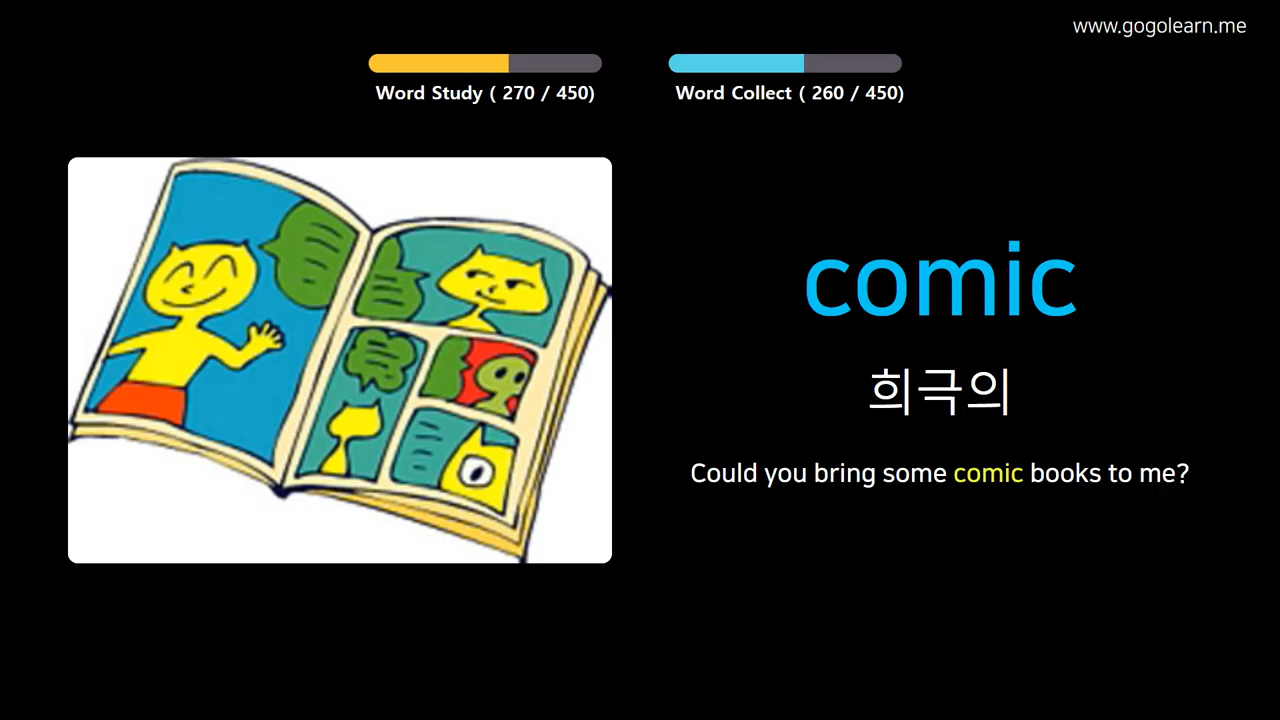 www.gogolearn.me
Word Study ( 270 / 450)
Word Collect ( 260 / 450)
comic
희극의
Could you bring some comic books to me?